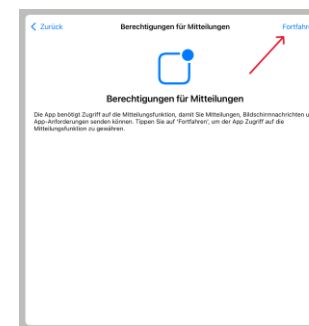 Zurück Berechtigungen für Mitteilungen Fortfahr
Berechtigungen für Mitteilungen
Die App benötigt Zugriff auf die Mitteilungsfunktion, damit Sie Mitteilungen, Bildschirmnachrichten u
App-Anforderungen senden können. Tippen Sie auf 'Fortfahren', um der App Zugriff auf die
Mitteilungsfunktion zu gewähren.